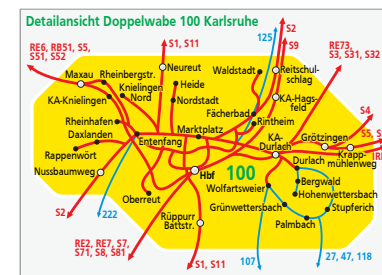 Detailansicht Doppelwabe 100 Karlsruhe
RE6, RB51, S5,
S51, S52
S1, S11
125
S2
S9
RE73,
S3, S31, S32
Maxau
Rheinbergstr.
Neureut
Waldstadt
Reitschul-
schlag
KA-Knielingen
Knielingen
Nord
Heide
Nordstadt
KA-Hags-
feld
Fächerbad
Rintheim
S4
Rheinhafen
Daxlanden
Entenfang
Marktplatz
KA-
Durlach
Grötzingen
S5, S
Rappenwört
Krapp-
mühlenweg
Nussbaumweg
Hbf
100
Durlach
Bergwald
Wolfartsweier
Hohenwettersbach
Oberreut
Grünwettersbach
Stupferich
S2
222
Rüppurr
Battstr.
Palmbach
RE2, RE7, S7,
S71, S8, S81
S1, S11
107
27, 47, 118